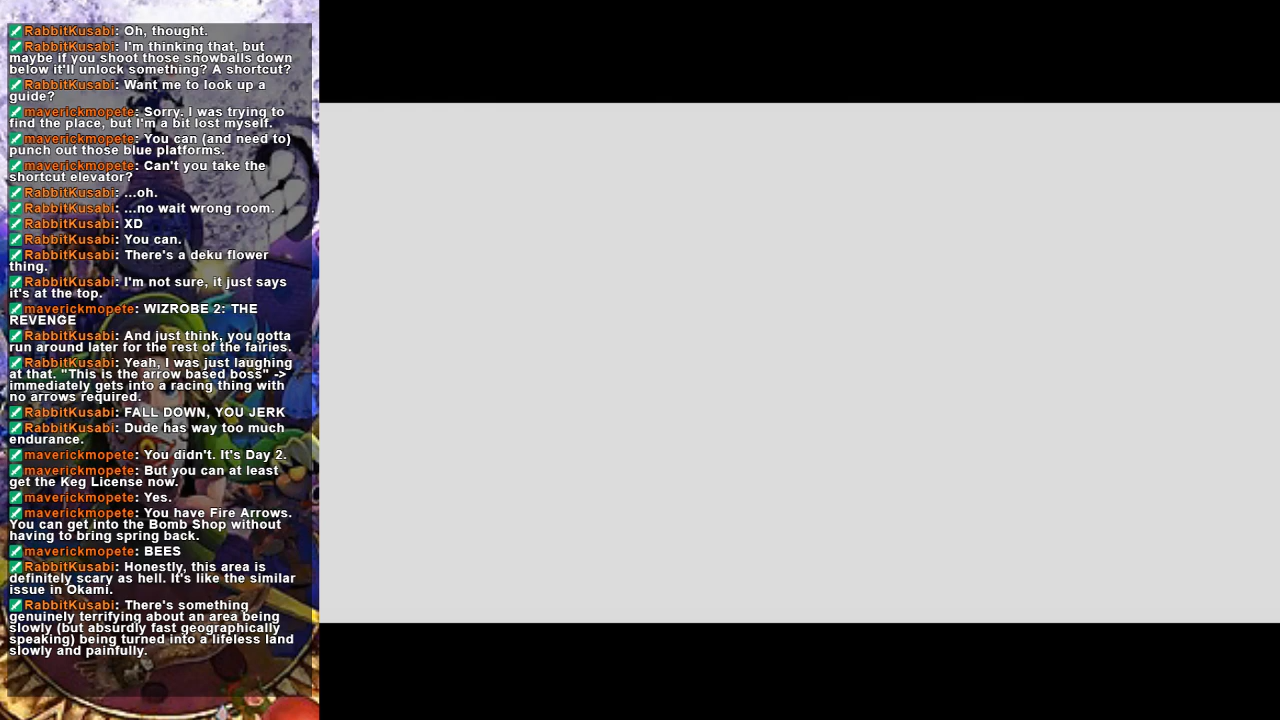 RabbitKusabi: Oh, thought.
RabbitKusabi: I'm thinking that, but
maybe if you shoot those snowballs down
below it'll unlock something? A shortcut?
RabbitKusabi: Want me to look up a
guide?
maverickmopete: Sorry. I was trying to
find the place, but I'm a bit lost myself.
maverickmopete: You can (and need to)
punch out those blue platforms.
maverickmopete: Can't you take the
shortcut elevator?
RabbitKusabi: ...oh.
RabbitKusabi: ...no wait wrong room.
RabbitKusabi: XD
RabbitKusabi: You can.
RabbitKusabi: There's a deku flower
thing.
RabbitKusabi: I'm not sure, it just says
it's at the top.
maverickmopete: WIZROBE 2: THE
REVENGE
RabbitKusabi: And just think, you gotta
run around later for the rest of the fairies.
RabbitKusabi: Yeah, I was just laughing
at that. "This is the arrow based boss" ->
immediately gets into a racing thing with
no arrows required.
RabbitKusabi: FALL DOWN, YOU JERK
RabbitKusabi: Dude has way too much
endurance.
maverickmopete: You didn't. It's Day 2.
maverickmopete: But you can at least
get the Keg License now.
maverickmopete: Yes.
maverickmopete: You have Fire Arrows.
You can get into the Bomb Shop without
having to bring spring back.
maverickmopete: BEES
RabbitKusabi: Honestly, this area is
definitely scary as hell. It's like the similar
issue in Okami.
RabbitKusabi: There's something
genuinely terrifying about an area being
slowly (but absurdly fast geographically
speaking) being turned into a lifeless land
slowly and painfully.